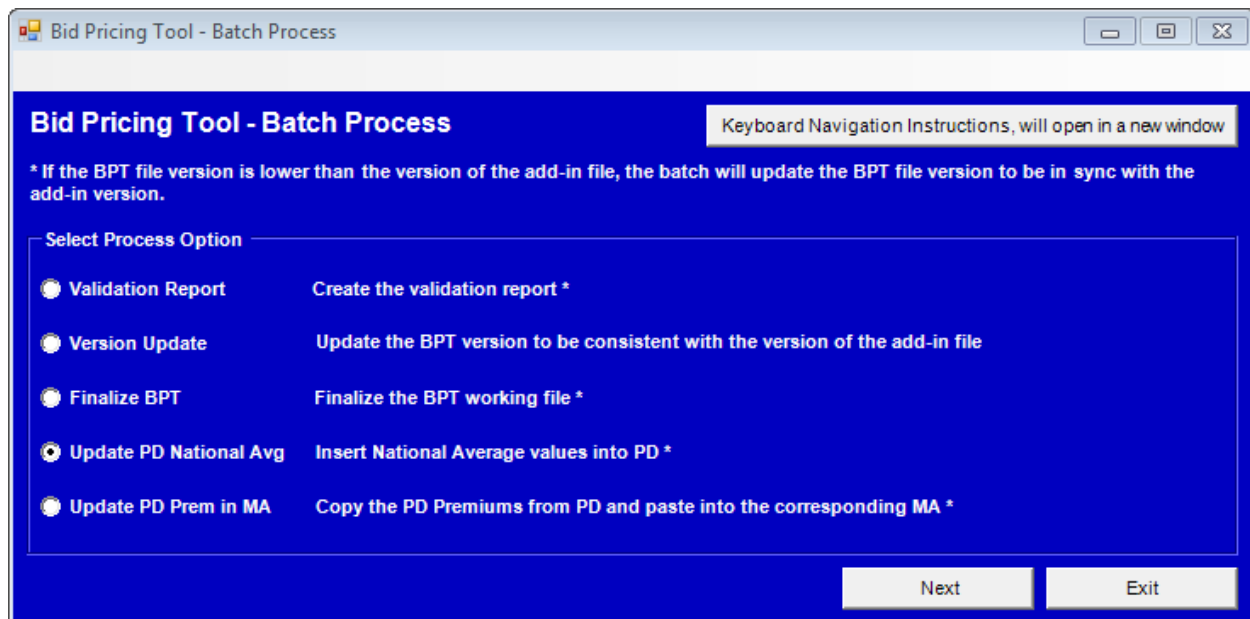 Bid Pricing Tool - Batch Process
Bid Pricing Tool - Batch Process
Keyboard Navigation Instructions, will open in a new window
* If the BPT file version is lower than the version of the add-in file, the batch will update the BPT file version to be in sync with the
add-in version.
Select Process Option
Validation Report Create the validation report *
Version Update Update the BPT version to be consistent with the version of the add-in file
Finalize BPT Finalize the BPT working file *
Update PD National Avg Insert National Average values into PD *
Update PD Prem in MA Copy the PD Premiums from PD and paste into the corresponding MA *
Next Exit